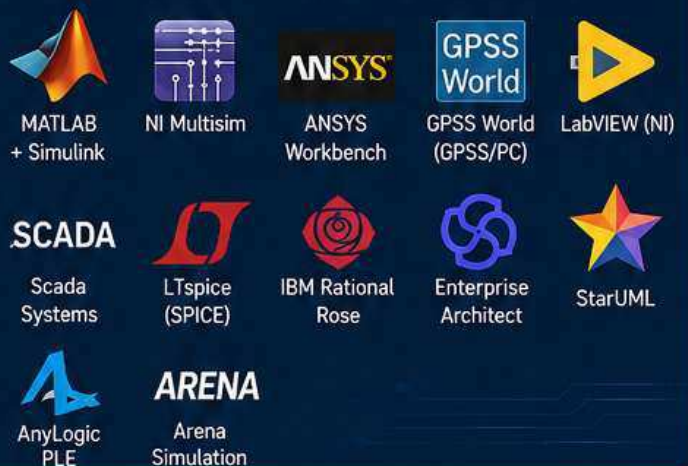 ANSYS
GPSS
World
MATLAB
+ Simulink
NI Multisim
ANSYS
Workbench
GPSS World
(GPSS/PC)
LabVIEW (NI)
SCADA
Scada
Systems
LTspice
(SPICE)
IBM Rational
Rose
Enterprise
Architect
StarUML
AnyLogic
PLE
ARENA
Arena
Simulation